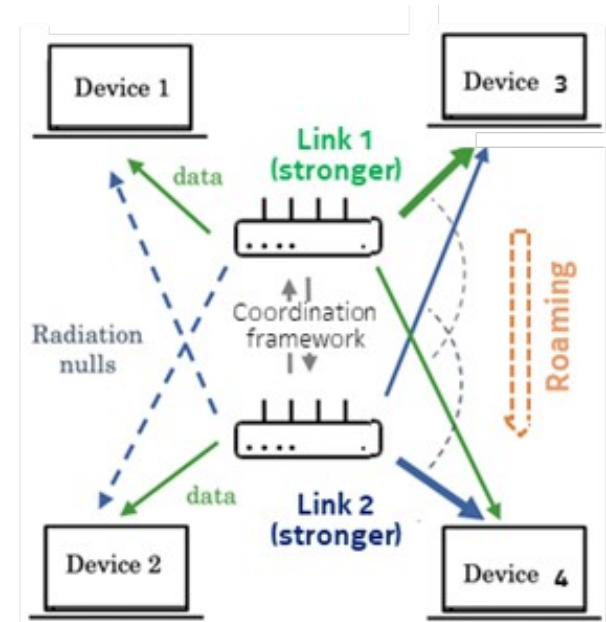 Device 1
Device 3
Link 1
(stronger)
data
Coordination
framework
Radiation
nulls
Roaming
data
Link 2
(stronger)
Device 2
Device 4